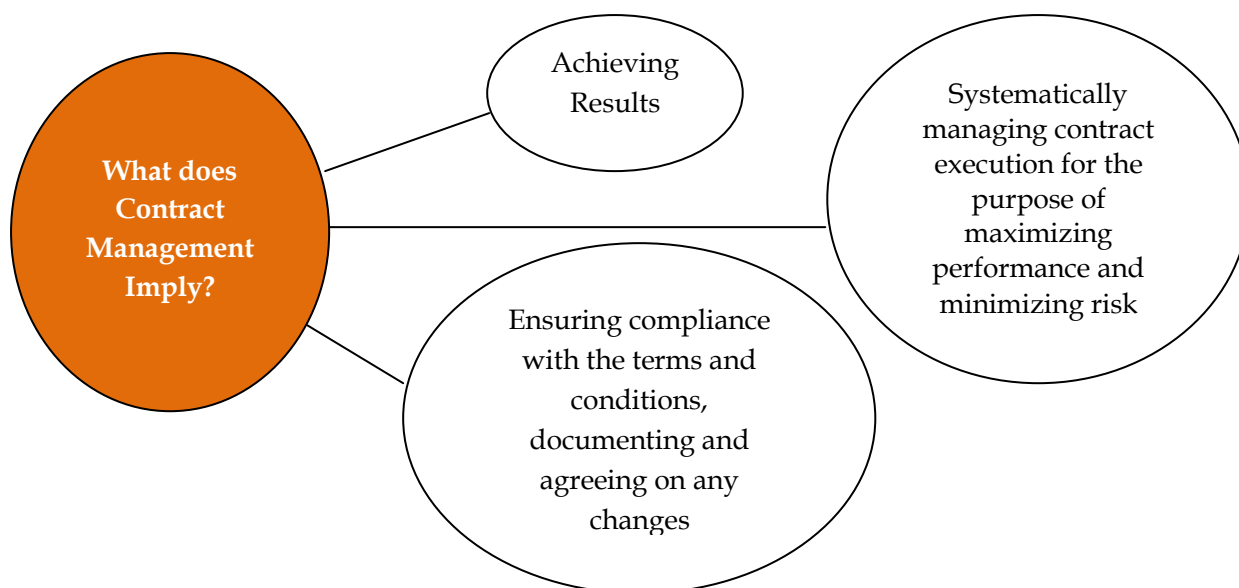 What does
Contract
Management
Imply?
Achieving
Results
Systematically
managing contract
execution for the
purpose of
maximizing
performance and
minimizing risk
Ensuring compliance
with the terms and
conditions,
documenting and
agreeing on any
changes